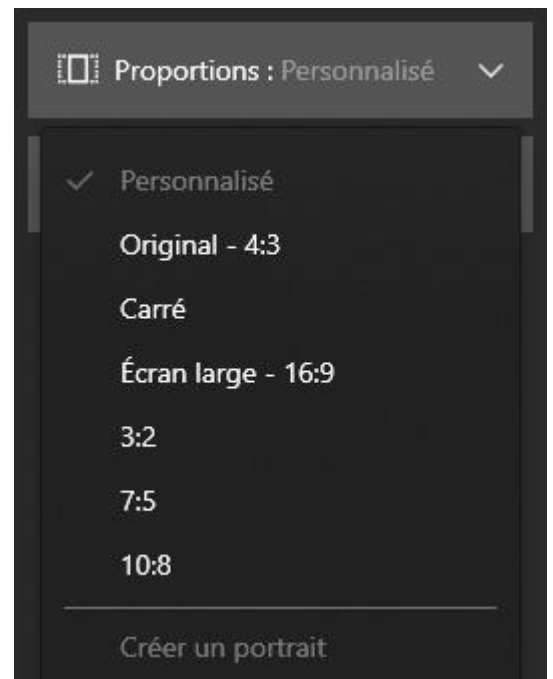 Proportions : Personnalisé
Personnalisé
Original - 4:3
Carré
Écran large - 16:9
3:2
7:5
10:8
Créer un portrait